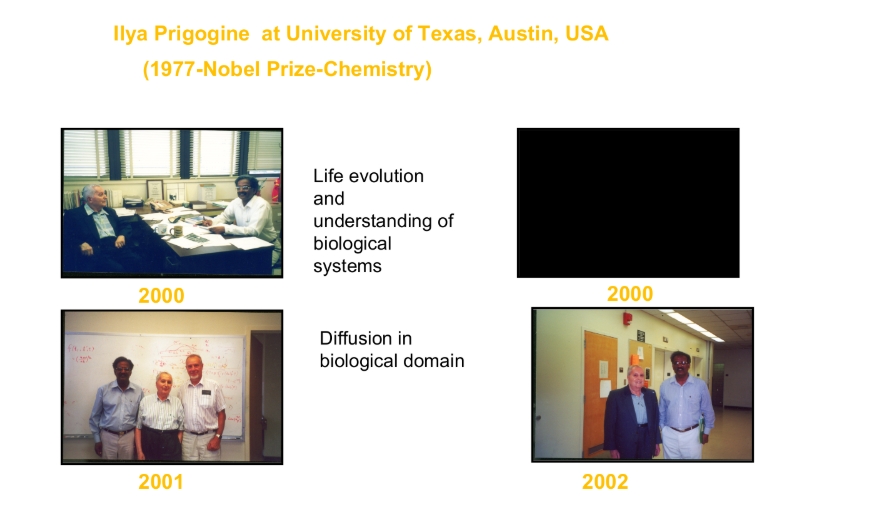 Ilya Prigogine at University of Texas, Austin, USA
(1977-Nobel Prize-Chemistry)
Life evolution
and
understanding of
biological
systems
2000
2000
Diffusion in
biological domain
2001
2002